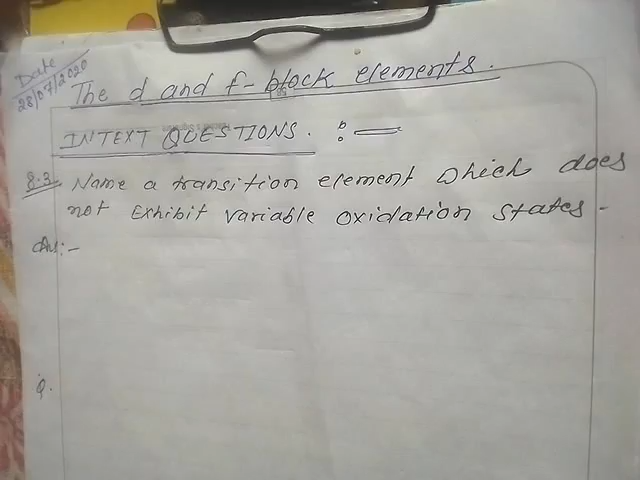 Date
28/07/2020
The d and f-block elements.
INTEXT QUESTIONS. :—
8.3. Name a transition element which does
not Exhibit variable oxidation states.
Ans:-
Q.